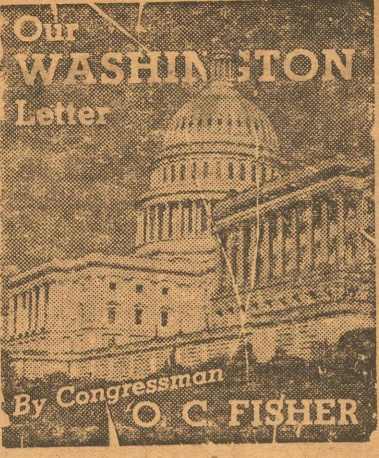 Our
WASHINGTON
Letter
By Congressman
O. C. FISHER